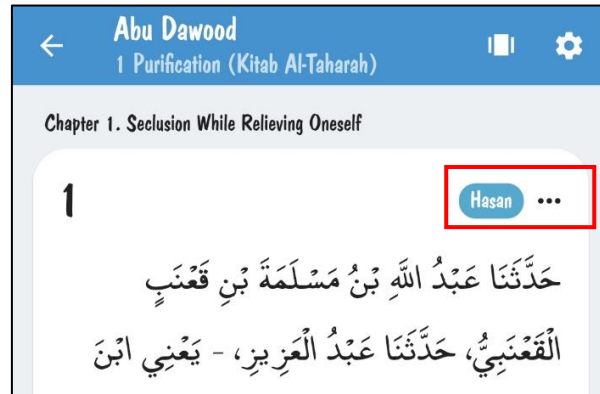 Abu Dawood
1 Purification (Kitab Al-Taharah)
Chapter 1. Seclusion While Relieving Oneself
1
Hasan
حَدَّثَنَا عَبْدُ اللَّهِ بْنُ مَسْلَمَةَ بْنِ قَعْنَبٍ
الْقَعْنَبِيُّ، حَدَّثَنَا عَبْدُ الْعَزِيزِ، - يَعْنِي ابْنَ